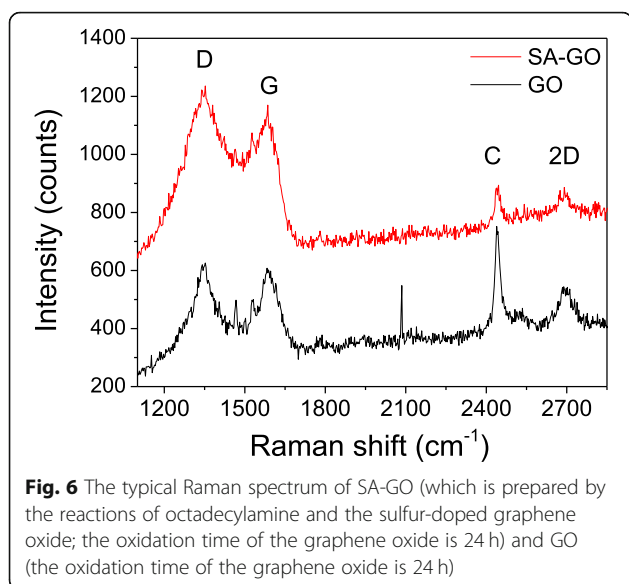 1400
1200
1000
800
600
400
200
Intensity (counts)
D
G
C
2D
SA-GO
GO
1200 1500 1800 2100 2400 2700
Raman shift (cm⁻¹)
Fig. 6 The typical Raman spectrum of SA-GO (which is prepared by
the reactions of octadecylamine and the sulfur-doped graphene
oxide; the oxidation time of the graphene oxide is 24 h) and GO
(the oxidation time of the graphene oxide is 24 h)